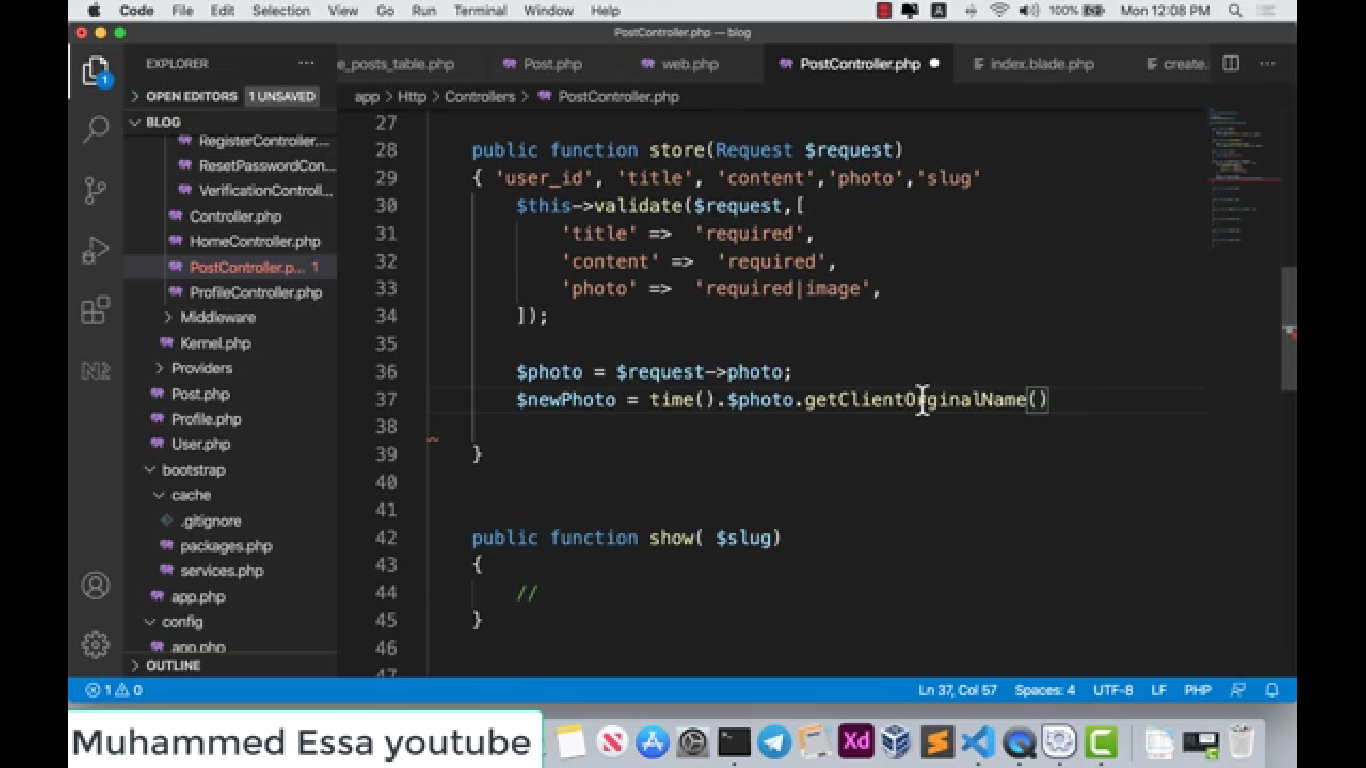 Code File Edit Selection View Go Run Terminal Window Help 100% Mon 12:08 PM
PostController.php — blog
EXPLORER
e_posts_table.php Post.php web.php PostController.php index.blade.php create.
OPEN EDITORS 1 UNSAVED
app > Http > Controllers > PostController.php
BLOG
RegisterController....
ResetPasswordCon...
VerificationControll...
Controller.php
HomeController.php
PostController.p... 1
ProfileController.php
Middleware
Kernel.php
Providers
Post.php
Profile.php
User.php
bootstrap
cache
.gitignore
packages.php
services.php
app.php
config
app.php
OUTLINE
27
28 public function store(Request $request)
29 { 'user_id', 'title', 'content','photo','slug'
30 $this->validate($request,[
31 'title' => 'required',
32 'content' => 'required',
33 'photo' => 'required|image',
34 ]);
35
36 $photo = $request->photo;
37 $newPhoto = time().$photo.getClientOriginalName()
38
39 }
40
41
42 public function show( $slug)
43 {
44 //
45 }
46
47
1 0 Ln 37, Col 57 Spaces: 4 UTF-8 LF PHP
Muhammed Essa youtube
Xd